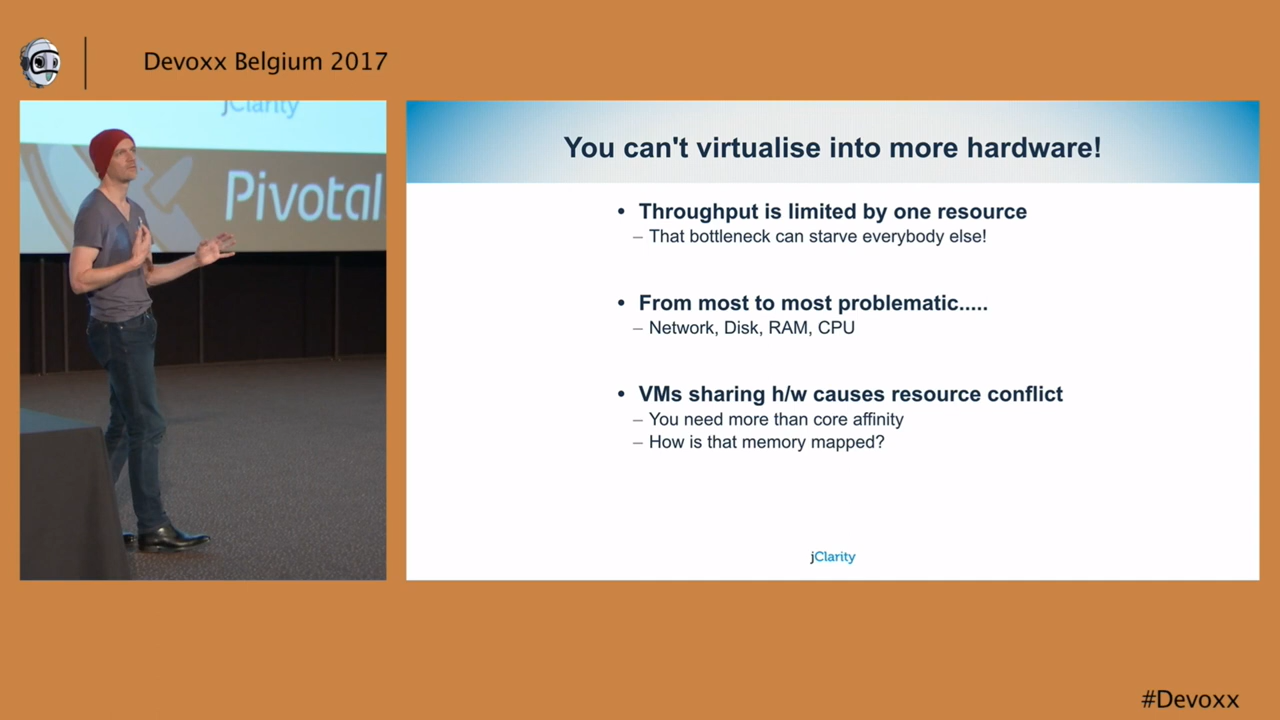 Devoxx Belgium 2017
jClarity
Pivotal
You can't virtualise into more hardware!
• Throughput is limited by one resource
– That bottleneck can starve everybody else!
• From most to most problematic.....
– Network, Disk, RAM, CPU
• VMs sharing h/w causes resource conflict
– You need more than core affinity
– How is that memory mapped?
jClarity
#Devoxx